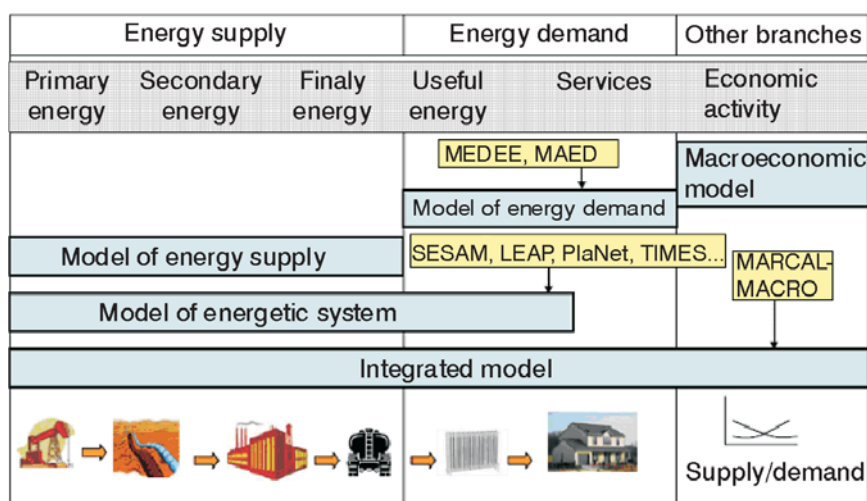 Energy supply
Energy demand
Other branches
Primary energy
Secondary energy
Finaly energy
Useful energy
Services
Economic activity
MEDEE, MAED
Macroeconomic model
Model of energy demand
Model of energy supply
SESAM, LEAP, PlaNet, TIMES...
MARCAL-
MACRO
Model of energetic system
Integrated model
Supply/demand